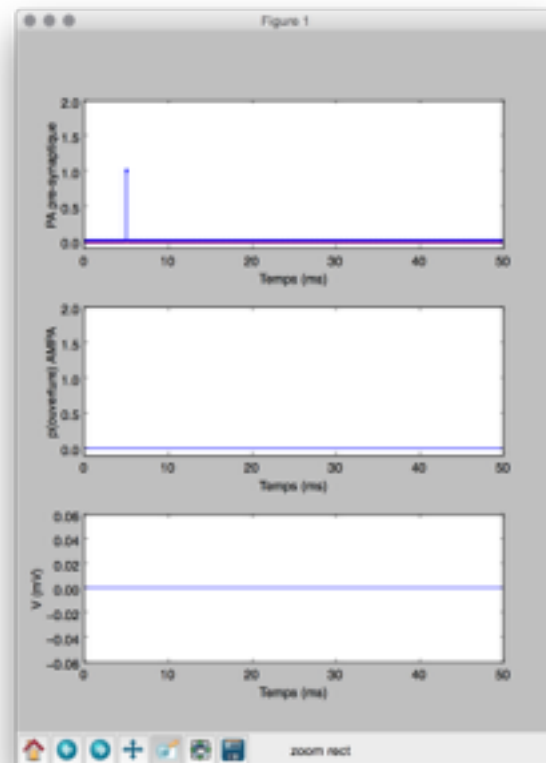 Figure 1
2.0
1.5
PA pre-synaptique
1.0
0.5
0.0
0 10 20 30 40 50
Temps (ms)
2.0
1.5
p(ouverture) AMPA
1.0
0.5
0.0
0 10 20 30 40 50
Temps (ms)
0.06
0.04
0.02
V (mV)
0.00
−0.02
−0.04
−0.06
0 10 20 30 40 50
Temps (ms)
zoom rect